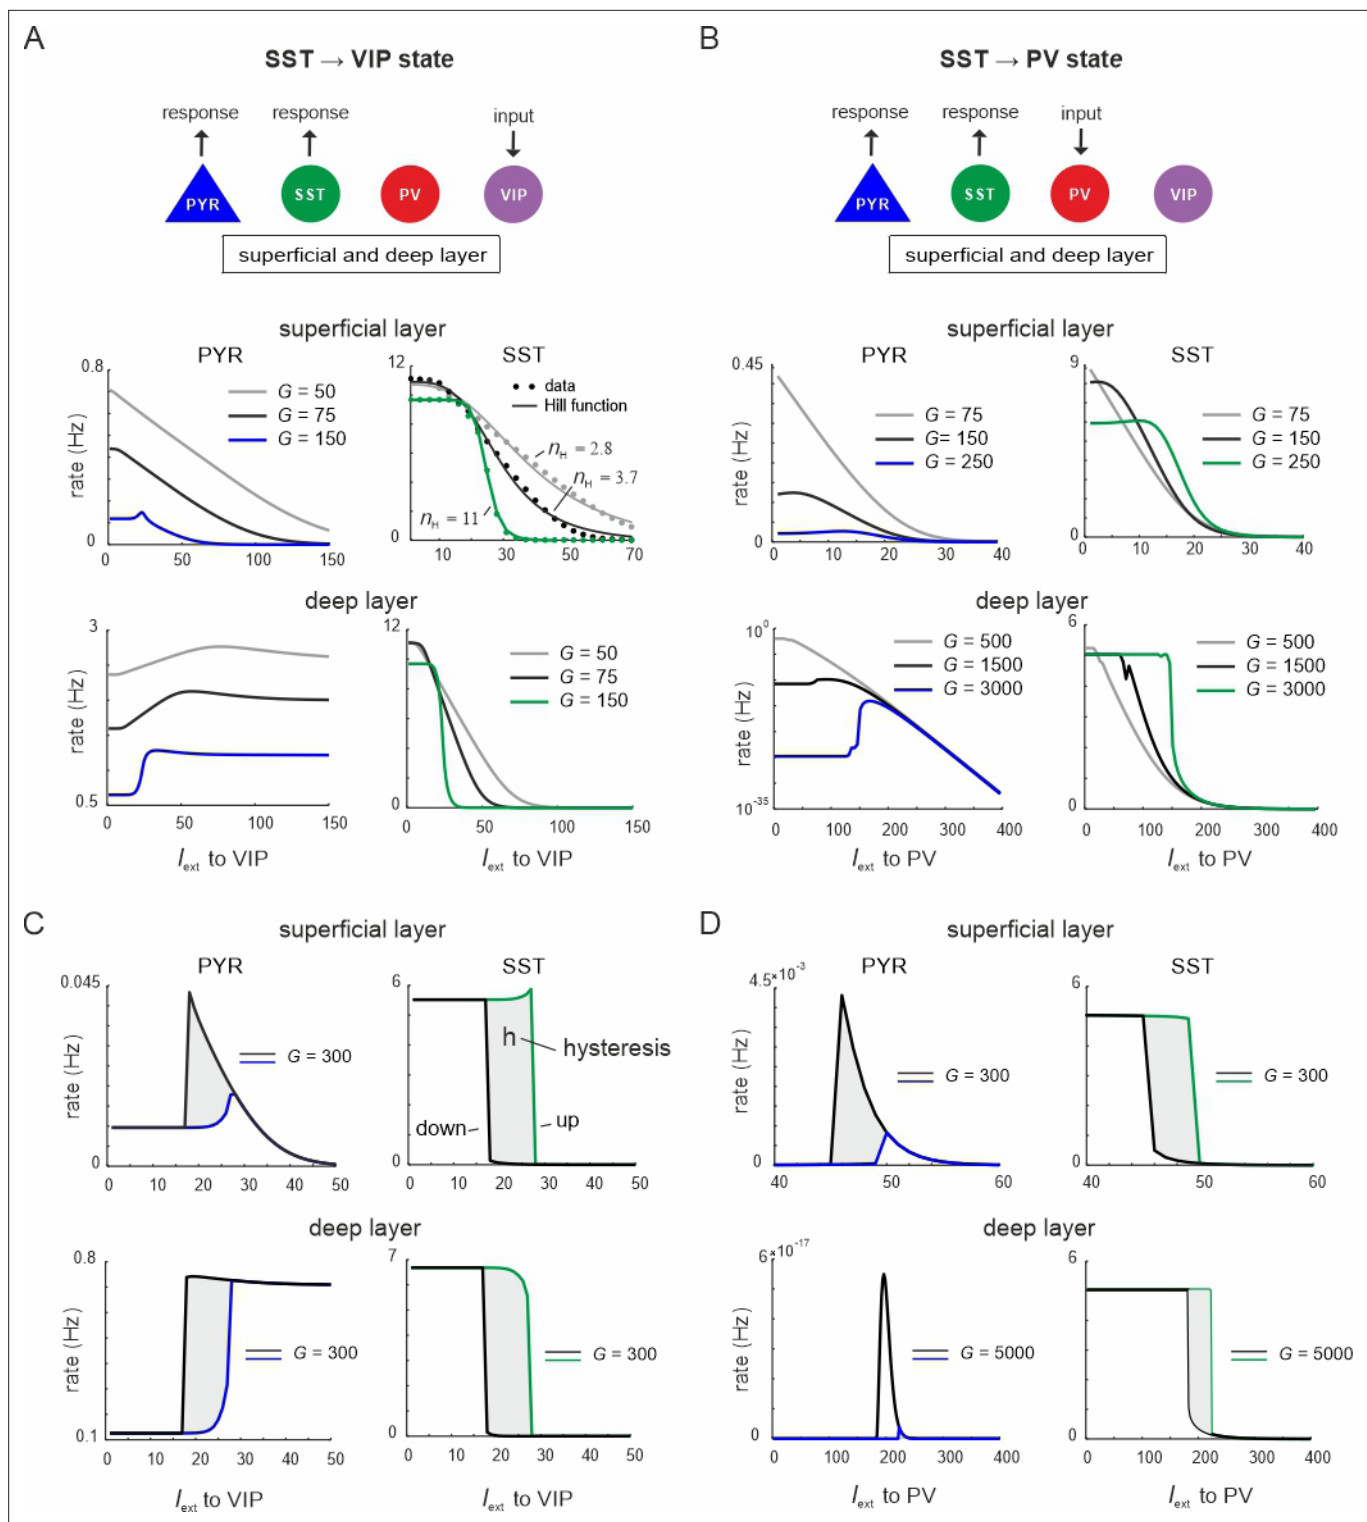 A
SST → VIP state
response
response
input
PYR
SST
PV
VIP
superficial and deep layer
superficial layer
PYR
SST
0.8
rate (Hz)
0
0
50
100
150
G = 50
G = 75
G = 150
12
0
10
30
50
70
data
Hill function
nH = 2.8
nH = 3.7
nH = 11
deep layer
3
rate (Hz)
0.5
0
50
100
150
Iext to VIP
12
0
0
50
100
150
G = 50
G = 75
G = 150
Iext to VIP
B
SST → PV state
response
response
input
PYR
SST
PV
VIP
superficial and deep layer
superficial layer
PYR
SST
0.45
rate (Hz)
0
0
10
20
30
40
G = 75
G= 150
G = 250
9
0
0
10
20
30
40
G = 75
G = 150
G = 250
deep layer
10^0
rate (Hz)
10^-35
0
100
200
300
400
G = 500
G = 1500
G = 3000
Iext to PV
6
0
0
100
200
300
400
G = 500
G = 1500
G = 3000
Iext to PV
C
superficial layer
PYR
SST
0.045
rate (Hz)
0
0
10
20
30
40
50
G = 300
6
0
0
10
20
30
40
50
h
hysteresis
down
up
deep layer
0.8
rate (Hz)
0.1
0
10
20
30
40
50
G = 300
Iext to VIP
7
0
0
10
20
30
40
50
G = 300
Iext to VIP
D
superficial layer
PYR
SST
4.5*10^-3
rate (Hz)
0
40
50
60
G = 300
6
0
40
50
60
G = 300
deep layer
6*10^-17
rate (Hz)
0
0
100
200
300
400
G = 5000
Iext to PV
6
0
0
100
200
300
400
G = 5000
Iext to PV